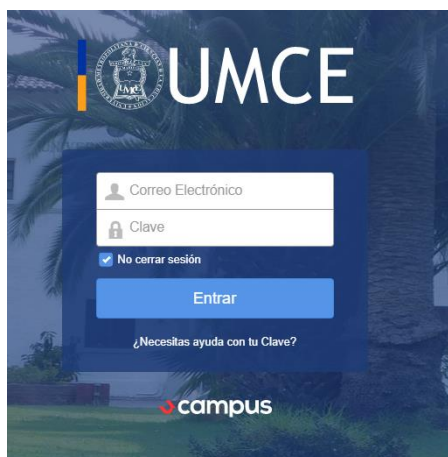 UMCE
Correo Electrónico
Clave
No cerrar sesión
Entrar
¿Necesitas ayuda con tu Clave?
campus